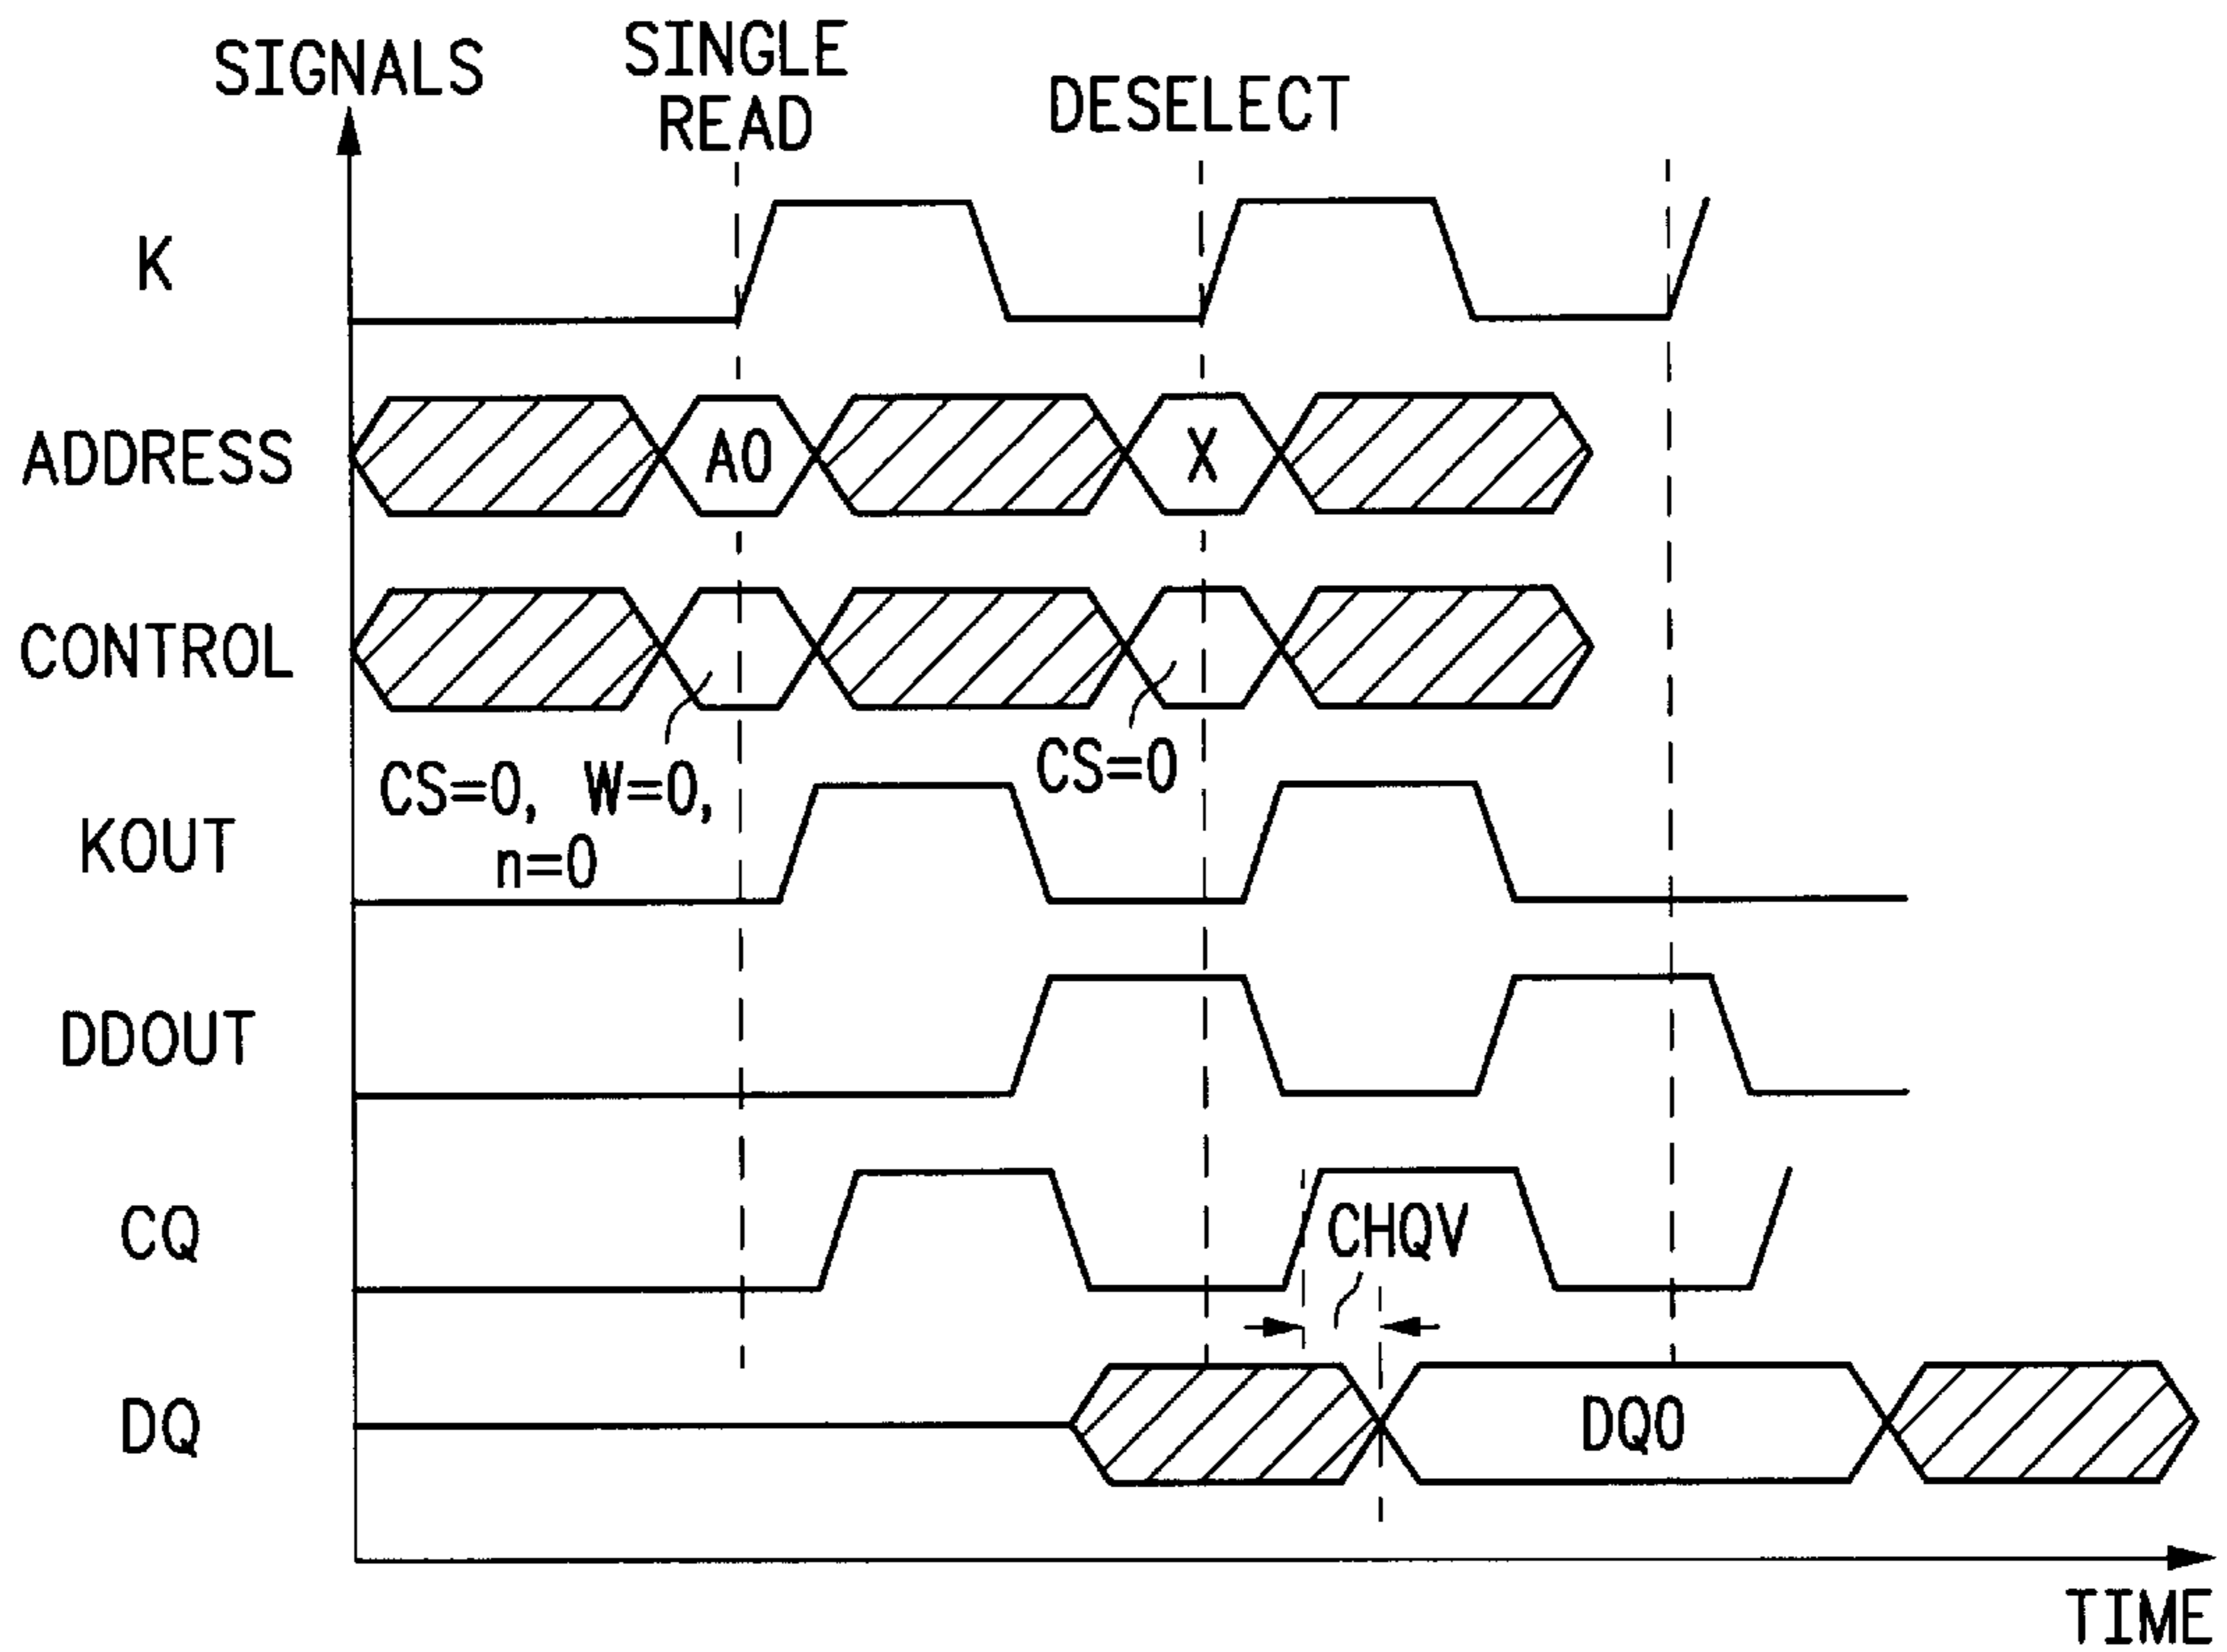 SIGNALS
SINGLE
READ
DESELECT
K
ADDRESS
A0
X
CONTROL
CS=0, W=0,
n=0
CS=0
KOUT
DDOUT
CQ
CHQV
DQ
DQ0
TIME